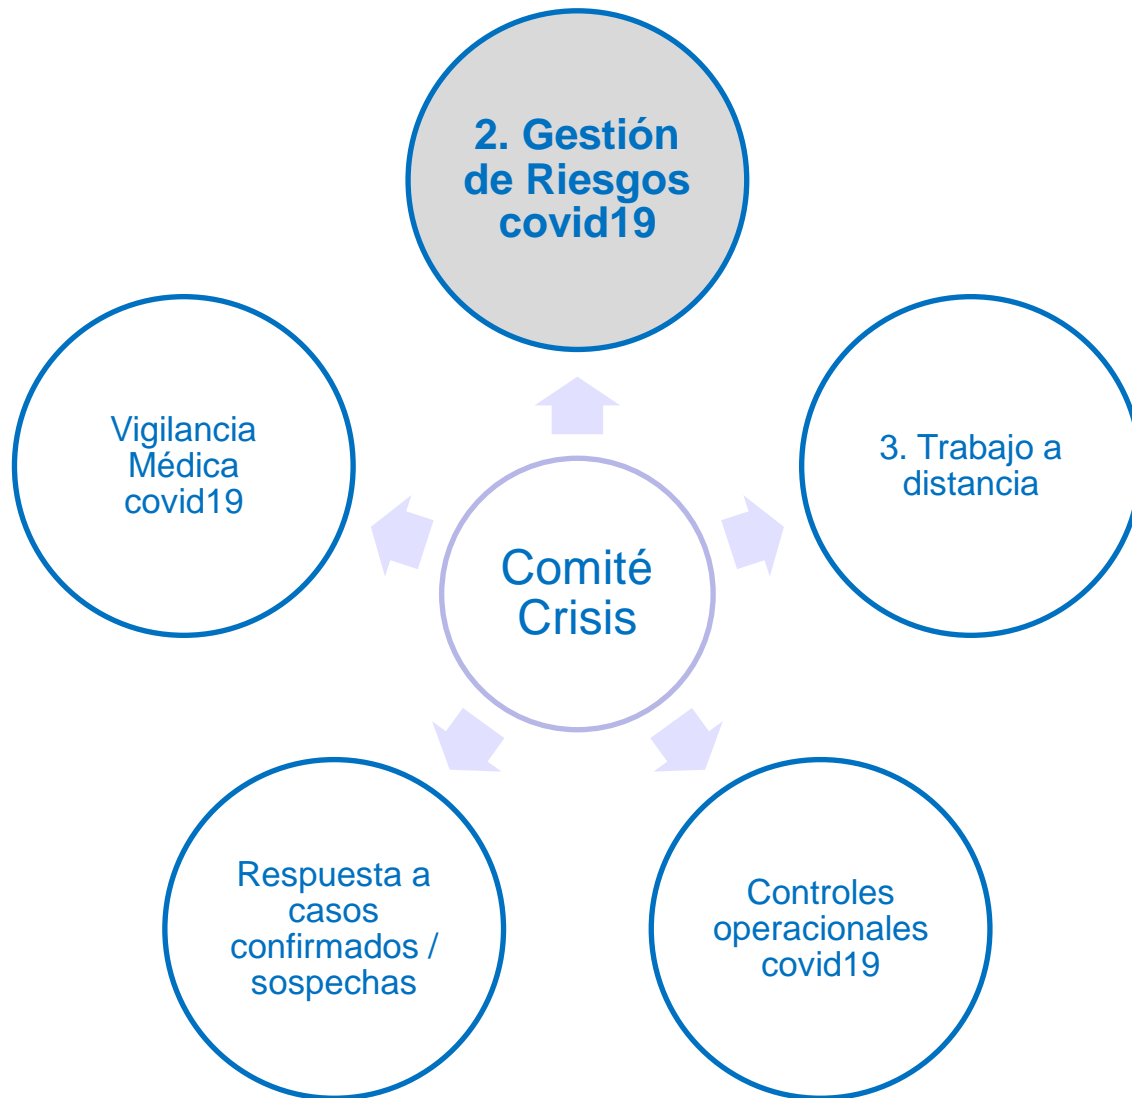 2. Gestión
de Riesgos
covid19
Vigilancia
Médica
covid19
3. Trabajo a
distancia
Comité
Crisis
Respuesta a
casos
confirmados /
sospechas
Controles
operacionales
covid19